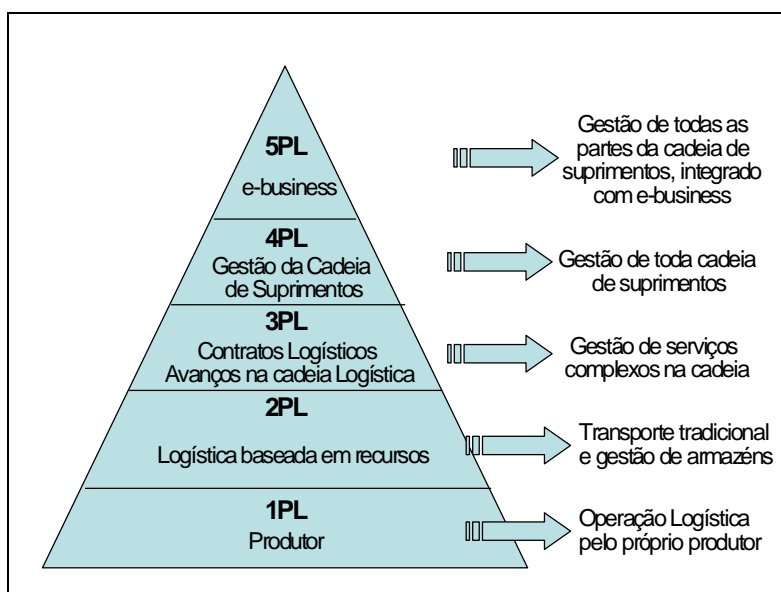 5PL
e-business
Gestão de todas as
partes da cadeia de
suprimentos, integrado
com e-business
4PL
Gestão da Cadeia
de Suprimentos
Gestão de toda cadeia
de suprimentos
3PL
Contratos Logísticos
Avanços na cadeia Logística
Gestão de serviços
complexos na cadeia
2PL
Logística baseada em recursos
Transporte tradicional
e gestão de armazéns
1PL
Produtor
Operação Logística
pelo próprio produtor